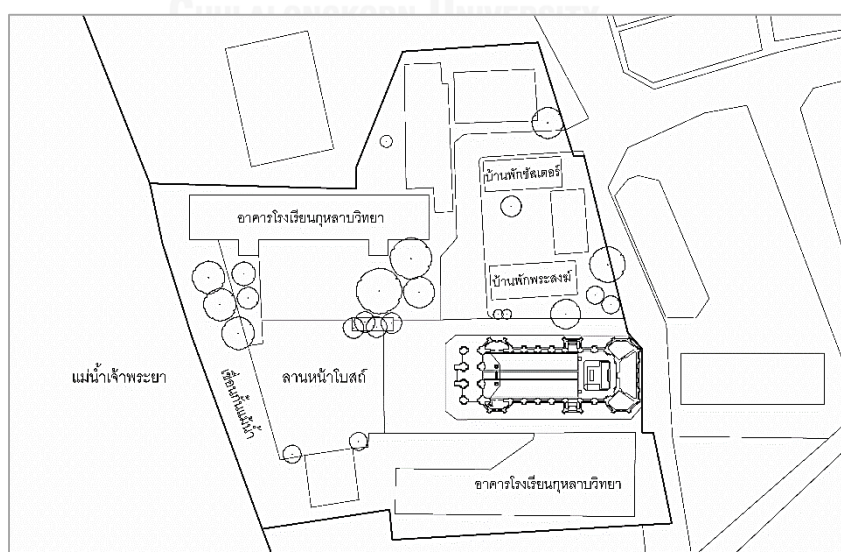 CHULALONGKORN UNIVERSITY
บ้านพักซิสเตอร์
อาคารโรงเรียนกุหลาบวิทยา
บ้านพักพระสงฆ์
แม่น้ำเจ้าพระยา
เขื่อนกั้นแม่น้ำ
ลานหน้าโบสถ์
อาคารโรงเรียนกุหลาบวิทยา